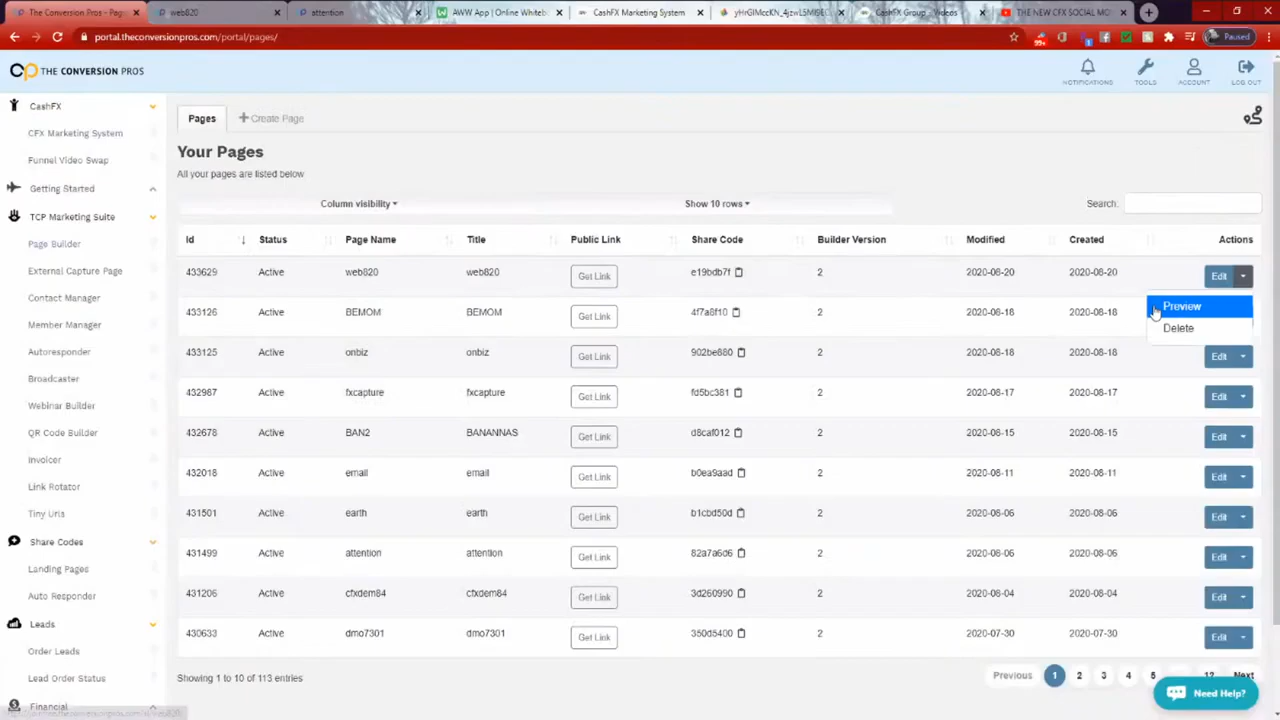 The Conversion Pros - Pag
web820
attention
AWW App | Online Whiteb
CashFX Marketing System
CashFX Group - Videos
THE NEW CFX SOCIAL MO
portal.theconversionpros.com/portal/pages/
99+
Paused
cp THE CONVERSION PROS
NOTIFICATIONS
TOOLS
ACCOUNT
LOG OUT
CashFX
CFX Marketing System
Funnel Video Swap
Getting Started
TCP Marketing Suite
Page Builder
External Capture Page
Contact Manager
Member Manager
Autoresponder
Broadcaster
Webinar Builder
QR Code Builder
Invoicer
Link Rotator
Tiny Urls
Share Codes
Landing Pages
Auto Responder
Leads
Order Leads
Lead Order Status
Financial
Pages
Create Page
Your Pages
All your pages are listed below
Column visibility
Show 10 rows
Search:
Id Status Page Name Title Public Link Share Code Builder Version Modified Created Actions
433629 Active web820 web820 Get Link e19bdb7f 2 2020-08-20 2020-08-20 Edit
Preview
Delete
433126 Active BEMOM BEMOM Get Link 4f7a8f10 2 2020-08-18 2020-08-18
433125 Active onbiz onbiz Get Link 902be880 2 2020-08-18 2020-08-18 Edit
432987 Active fxcapture fxcapture Get Link fd5bc381 2 2020-08-17 2020-08-17 Edit
432678 Active BAN2 BANANNAS Get Link d8caf012 2 2020-08-15 2020-08-15 Edit
432018 Active email email Get Link b0ea9aad 2 2020-08-11 2020-08-11 Edit
431501 Active earth earth Get Link b1cbd50d 2 2020-08-06 2020-08-06 Edit
431499 Active attention attention Get Link 82a7a6d6 2 2020-08-06 2020-08-06 Edit
431206 Active cfxdem84 cfxdem84 Get Link 3d260990 2 2020-08-04 2020-08-04 Edit
430633 Active dmo7301 dmo7301 Get Link 350d5400 2 2020-07-30 2020-07-30 Edit
Showing 1 to 10 of 113 entries
Previous 1 2 3 4 5 12 Next
Need Help?